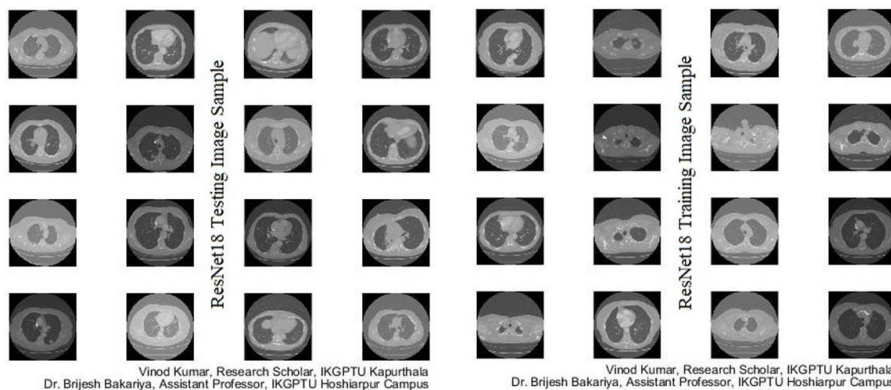 ResNet18 Testing Image Sample
Vinod Kumar, Research Scholar, IKGPTU Kapurthala
Dr. Brijesh Bakariya, Assistant Professor, IKGPTU Hoshiarpur Campus
ResNet18 Training Image Sample
Vinod Kumar, Research Scholar, IKGPTU Kapurthala
Dr. Brijesh Bakariya, Assistant Professor, IKGPTU Hoshiarpur Campus